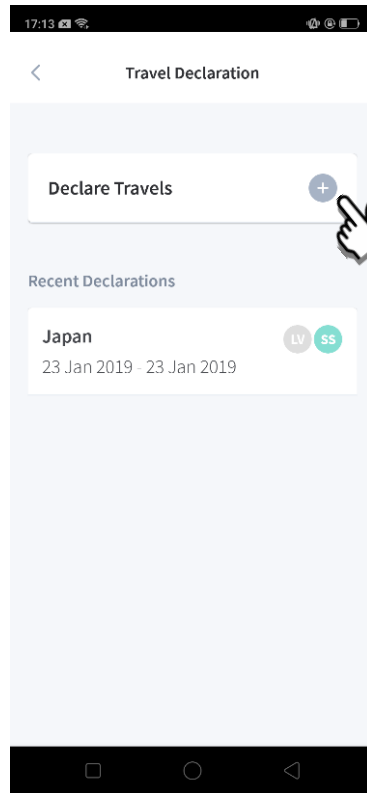 17:13
Travel Declaration
Declare Travels
Recent Declarations
Japan
LV SS
23 Jan 2019 - 23 Jan 2019